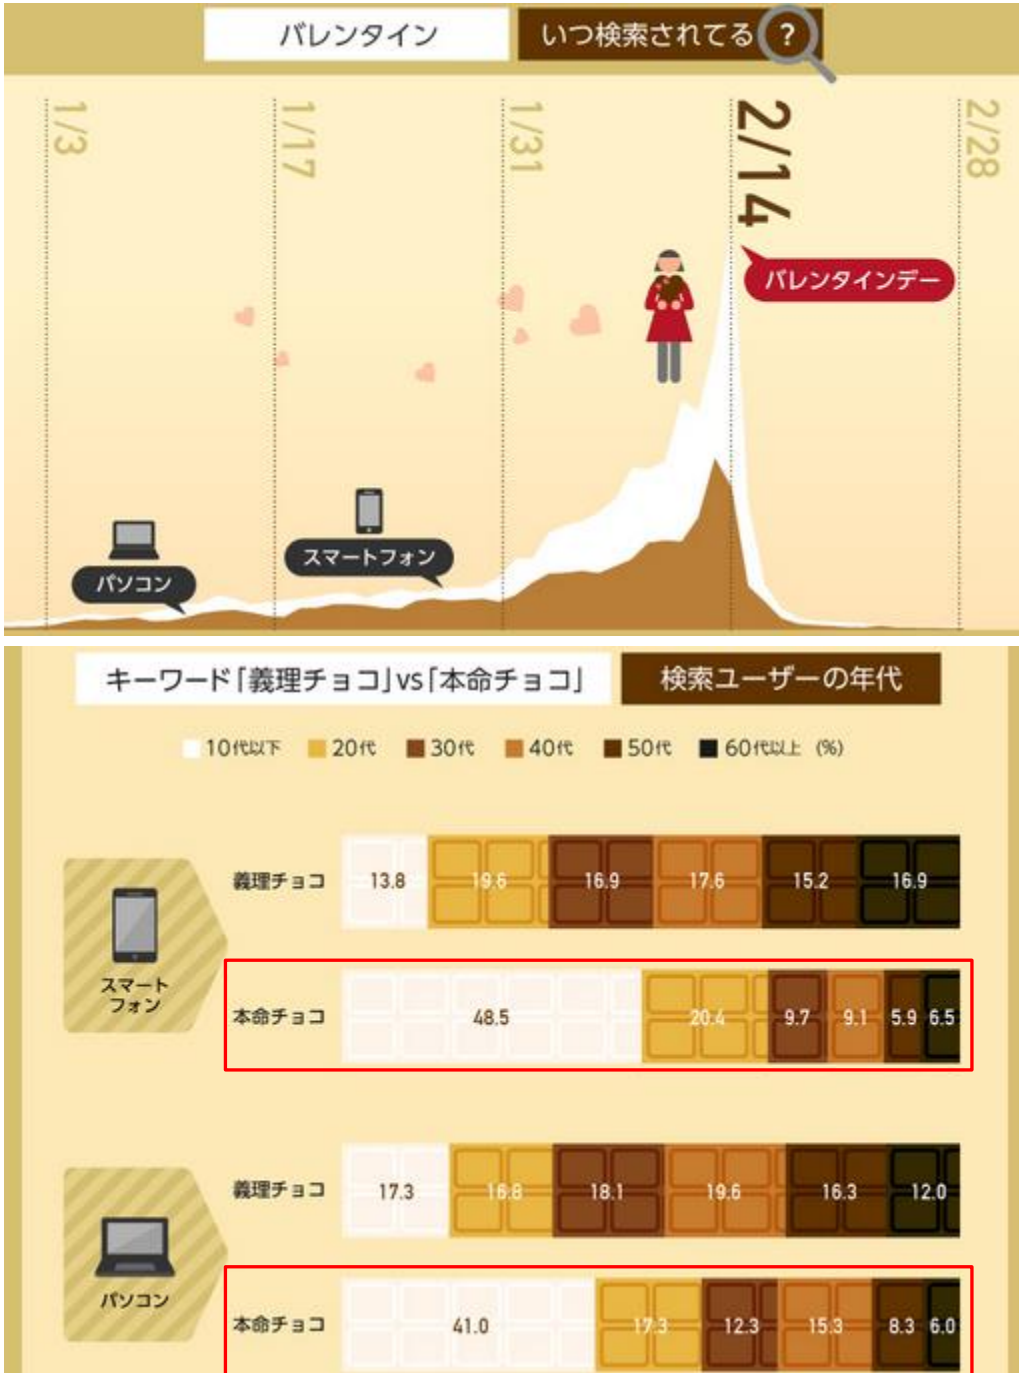 バレンタイン
いつ検索されてる?
1/3
1/17
1/31
2/14
2/28
バレンタインデー
スマートフォン
パソコン
キーワード「義理チョコ」vs「本命チョコ」
検索ユーザーの年代
10代以下 20代 30代 40代 50代 60代以上 (%)
義理チョコ 13.8 19.6 16.9 17.6 15.2 16.9
スマート
フォン
本命チョコ 48.5 20.4 9.7 9.1 5.9 6.5
義理チョコ 17.3 16.8 18.1 19.6 16.3 12.0
パソコン
本命チョコ 41.0 17.3 12.3 15.3 8.3 6.0